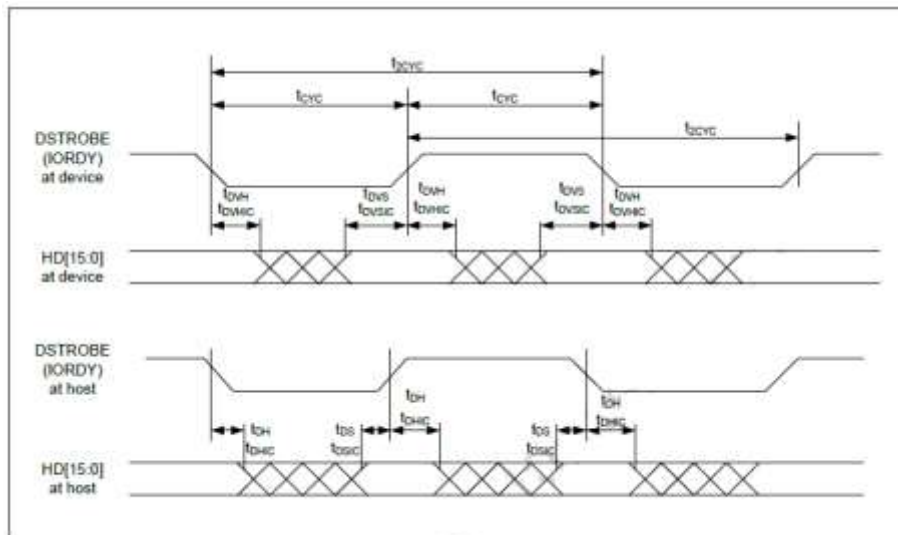 t2CYC
tCYC tCYC
t2CYC
DSTROBE
(IORDY)
at device
tDVH tDVS tDVH tDVS tDVH
tDVHIC tDVSIC tDVHIC tDVSIC tDVHIC
HD[15:0]
at device
DSTROBE
(IORDY)
at host
tDH tDH
tDH tDS tDHIC tDS tDHIC
tDHIC tDSIC tDSIC
HD[15:0]
at host